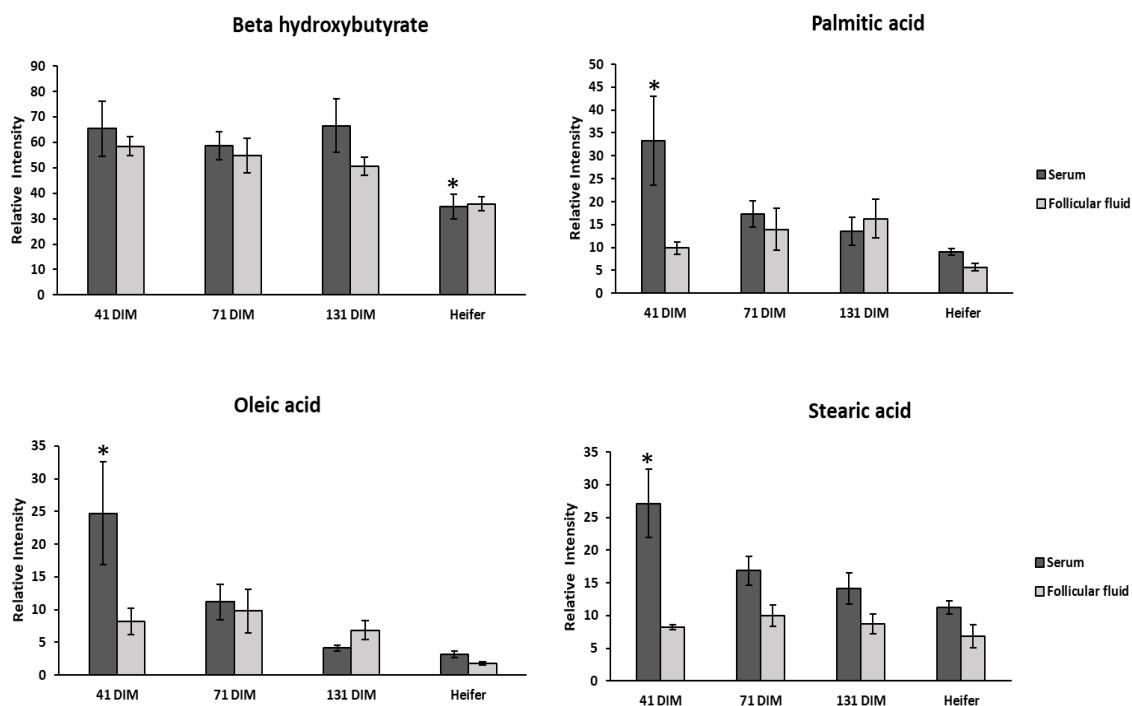 Beta hydroxybutyrate
Relative Intensity
90
80
70
60
50
40
30
20
10
0
*
41 DIM 71 DIM 131 DIM Heifer
Palmitic acid
Relative Intensity
50
45
40
35
30
25
20
15
10
5
0
*
41 DIM 71 DIM 131 DIM Heifer
Serum
Follicular fluid
Oleic acid
Relative Intensity
35
30
25
20
15
10
5
0
*
41 DIM 71 DIM 131 DIM Heifer
Stearic acid
Relative Intensity
35
30
25
20
15
10
5
0
*
41 DIM 71 DIM 131 DIM Heifer
Serum
Follicular fluid